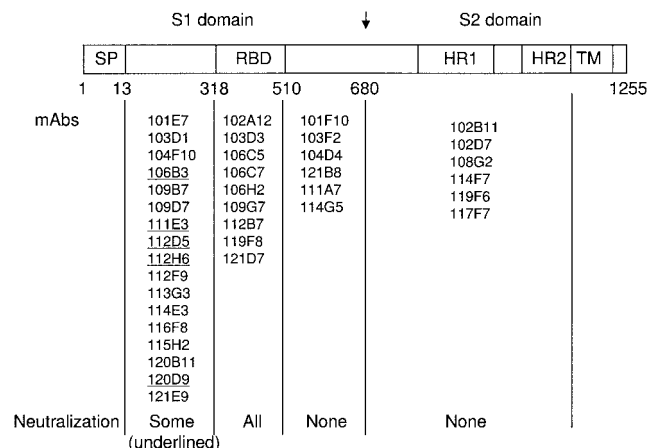 S1 domain S2 domain
SP RBD HR1 HR2 TM
1 13 318 510 680 1255
mAbs
101E7 102A12 101F10 102B11
103D1 103D3 103F2 102D7
104F10 106C5 104D4 108G2
106B3 106C7 121B8 114F7
109B7 106H2 111A7 119F6
109D7 109G7 114G5 117F7
111E3 112B7
112D5 119F8
112H6 121D7
112F9
113G3
114E3
116F8
115H2
120B11
120D9
121E9
Neutralization Some All None None
(underlined)